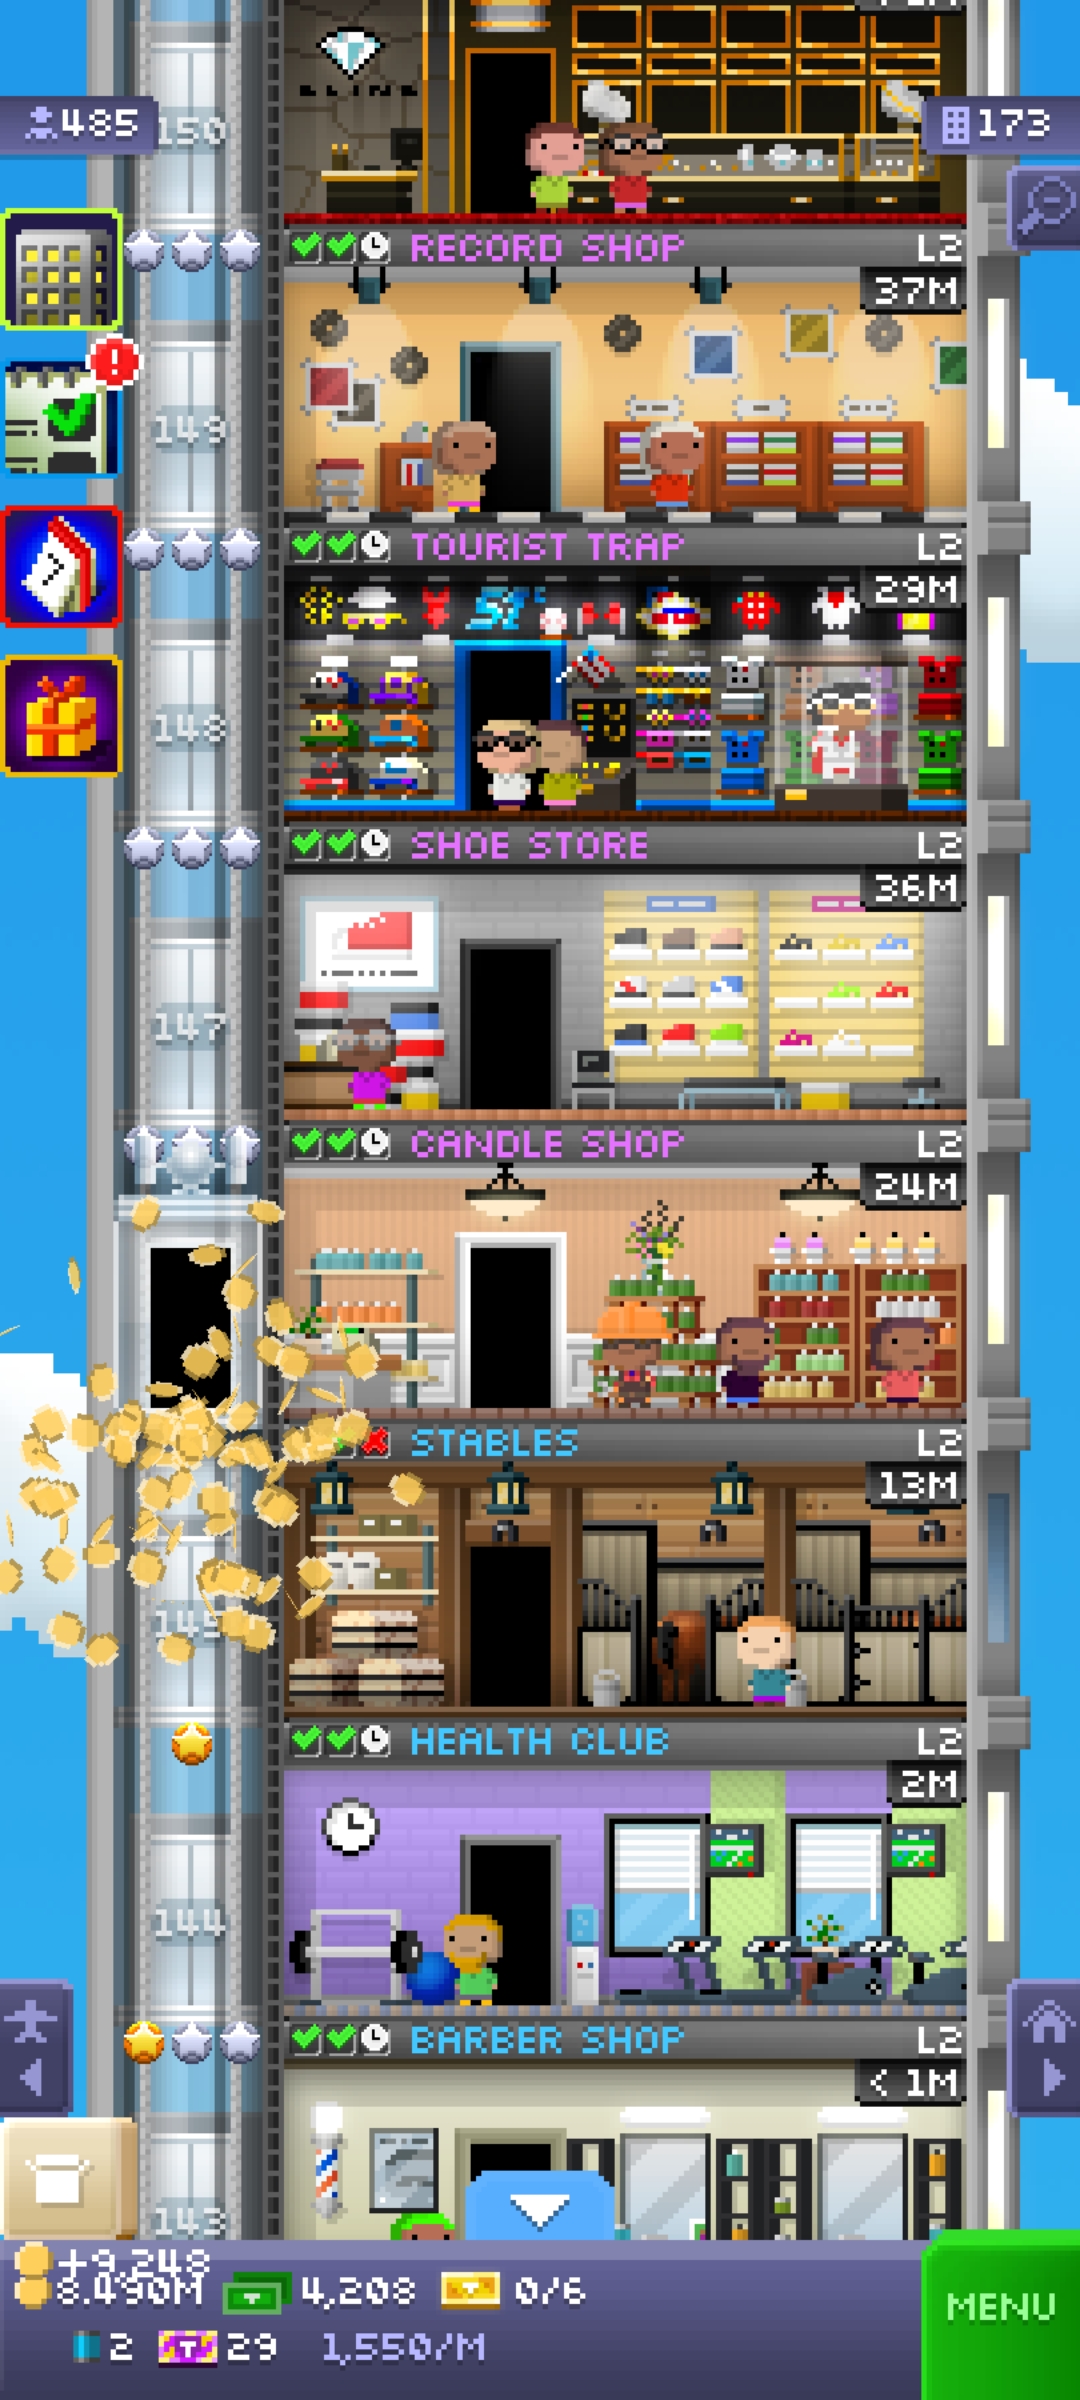 BLING
485
150
173
RECORD SHOP L2
37M
149
TOURIST TRAP L2
29M
148
SHOE STORE L2
36M
147
CANDLE SHOP L2
24M
STABLES L2
13M
145
HEALTH CLUB L2
2M
144
BARBER SHOP L2
< 1M
143
+9,248
8.490M 4,208 0/6
MENU
2 T 29 1,550/M